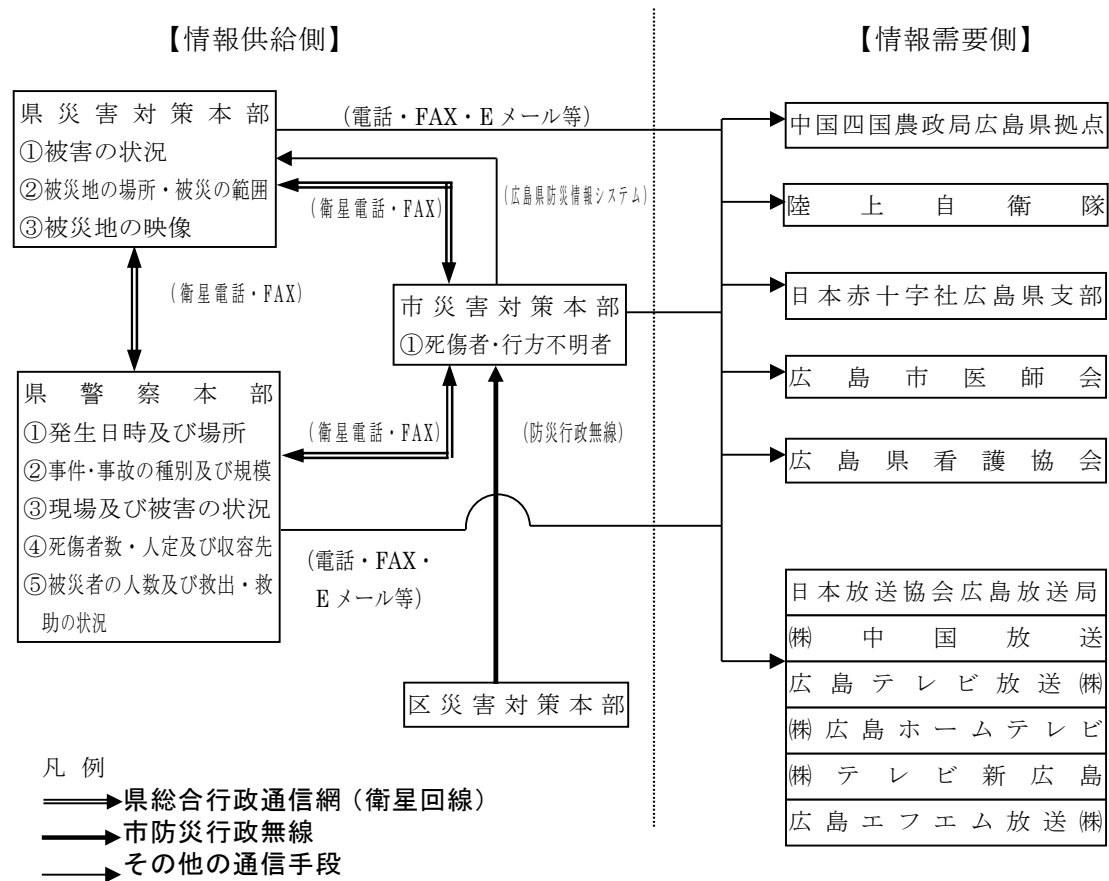 【情報供給側】
【情報需要側】
県災害対策本部
①被害の状況
②被災地の場所・被災の範囲
③被災地の映像
(電話・FAX・Eメール等)
(衛星電話・FAX)
(広島県防災情報システム)
(衛星電話・FAX)
市災害対策本部
①死傷者・行方不明者
県警察本部
①発生日時及び場所
②事件・事故の種別及び規模
③現場及び被害の状況
④死傷者数・人定及び収容先
⑤被災者の人数及び救出・救
助の状況
(衛星電話・FAX)
(防災行政無線)
(電話・FAX・
Eメール等)
区災害対策本部
中国四国農政局広島県拠点
陸上自衛隊
日本赤十字社広島県支部
広島市医師会
広島県看護協会
日本放送協会広島放送局
㈱中国放送
広島テレビ放送㈱
㈱広島ホームテレビ
㈱テレビ新広島
広島エフエム放送㈱
凡例
県総合行政通信網（衛星回線）
市防災行政無線
その他の通信手段